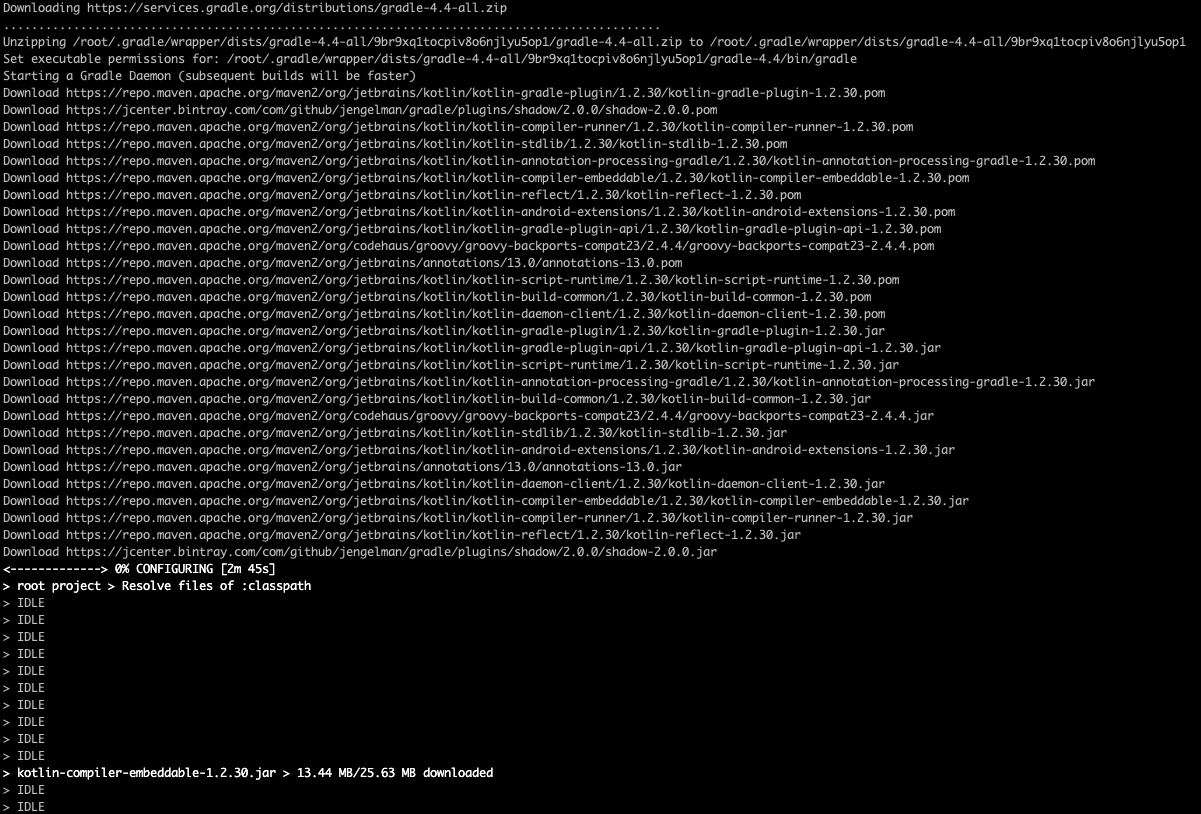 Downloading https://services.gradle.org/distributions/gradle-4.4-all.zip
..............................................................................................
Unzipping /root/.gradle/wrapper/dists/gradle-4.4-all/9br9xq1tocpiv8o6njlyu5op1/gradle-4.4-all.zip to /root/.gradle/wrapper/dists/gradle-4.4-all/9br9xq1tocpiv8o6njlyu5op1
Set executable permissions for: /root/.gradle/wrapper/dists/gradle-4.4-all/9br9xq1tocpiv8o6njlyu5op1/gradle-4.4/bin/gradle
Starting a Gradle Daemon (subsequent builds will be faster)
Download https://repo.maven.apache.org/maven2/org/jetbrains/kotlin/kotlin-gradle-plugin/1.2.30/kotlin-gradle-plugin-1.2.30.pom
Download https://jcenter.bintray.com/com/github/jengelman/gradle/plugins/shadow/2.0.0/shadow-2.0.0.pom
Download https://repo.maven.apache.org/maven2/org/jetbrains/kotlin/kotlin-compiler-runner/1.2.30/kotlin-compiler-runner-1.2.30.pom
Download https://repo.maven.apache.org/maven2/org/jetbrains/kotlin/kotlin-stdlib/1.2.30/kotlin-stdlib-1.2.30.pom
Download https://repo.maven.apache.org/maven2/org/jetbrains/kotlin/kotlin-annotation-processing-gradle/1.2.30/kotlin-annotation-processing-gradle-1.2.30.pom
Download https://repo.maven.apache.org/maven2/org/jetbrains/kotlin/kotlin-compiler-embeddable/1.2.30/kotlin-compiler-embeddable-1.2.30.pom
Download https://repo.maven.apache.org/maven2/org/jetbrains/kotlin/kotlin-reflect/1.2.30/kotlin-reflect-1.2.30.pom
Download https://repo.maven.apache.org/maven2/org/jetbrains/kotlin/kotlin-android-extensions/1.2.30/kotlin-android-extensions-1.2.30.pom
Download https://repo.maven.apache.org/maven2/org/jetbrains/kotlin/kotlin-gradle-plugin-api/1.2.30/kotlin-gradle-plugin-api-1.2.30.pom
Download https://repo.maven.apache.org/maven2/org/codehaus/groovy/groovy-backports-compat23/2.4.4/groovy-backports-compat23-2.4.4.pom
Download https://repo.maven.apache.org/maven2/org/jetbrains/annotations/13.0/annotations-13.0.pom
Download https://repo.maven.apache.org/maven2/org/jetbrains/kotlin/kotlin-script-runtime/1.2.30/kotlin-script-runtime-1.2.30.pom
Download https://repo.maven.apache.org/maven2/org/jetbrains/kotlin/kotlin-build-common/1.2.30/kotlin-build-common-1.2.30.pom
Download https://repo.maven.apache.org/maven2/org/jetbrains/kotlin/kotlin-daemon-client/1.2.30/kotlin-daemon-client-1.2.30.pom
Download https://repo.maven.apache.org/maven2/org/jetbrains/kotlin/kotlin-gradle-plugin/1.2.30/kotlin-gradle-plugin-1.2.30.jar
Download https://repo.maven.apache.org/maven2/org/jetbrains/kotlin/kotlin-gradle-plugin-api/1.2.30/kotlin-gradle-plugin-api-1.2.30.jar
Download https://repo.maven.apache.org/maven2/org/jetbrains/kotlin/kotlin-script-runtime/1.2.30/kotlin-script-runtime-1.2.30.jar
Download https://repo.maven.apache.org/maven2/org/jetbrains/kotlin/kotlin-annotation-processing-gradle/1.2.30/kotlin-annotation-processing-gradle-1.2.30.jar
Download https://repo.maven.apache.org/maven2/org/jetbrains/kotlin/kotlin-build-common/1.2.30/kotlin-build-common-1.2.30.jar
Download https://repo.maven.apache.org/maven2/org/codehaus/groovy/groovy-backports-compat23/2.4.4/groovy-backports-compat23-2.4.4.jar
Download https://repo.maven.apache.org/maven2/org/jetbrains/kotlin/kotlin-stdlib/1.2.30/kotlin-stdlib-1.2.30.jar
Download https://repo.maven.apache.org/maven2/org/jetbrains/kotlin/kotlin-android-extensions/1.2.30/kotlin-android-extensions-1.2.30.jar
Download https://repo.maven.apache.org/maven2/org/jetbrains/annotations/13.0/annotations-13.0.jar
Download https://repo.maven.apache.org/maven2/org/jetbrains/kotlin/kotlin-daemon-client/1.2.30/kotlin-daemon-client-1.2.30.jar
Download https://repo.maven.apache.org/maven2/org/jetbrains/kotlin/kotlin-compiler-embeddable/1.2.30/kotlin-compiler-embeddable-1.2.30.jar
Download https://repo.maven.apache.org/maven2/org/jetbrains/kotlin/kotlin-compiler-runner/1.2.30/kotlin-compiler-runner-1.2.30.jar
Download https://repo.maven.apache.org/maven2/org/jetbrains/kotlin/kotlin-reflect/1.2.30/kotlin-reflect-1.2.30.jar
Download https://jcenter.bintray.com/com/github/jengelman/gradle/plugins/shadow/2.0.0/shadow-2.0.0.jar
<-------------> 0% CONFIGURING [2m 45s]
> root project > Resolve files of :classpath
> IDLE
> IDLE
> IDLE
> IDLE
> IDLE
> IDLE
> IDLE
> IDLE
> IDLE
> IDLE
> kotlin-compiler-embeddable-1.2.30.jar > 13.44 MB/25.63 MB downloaded
> IDLE
> IDLE